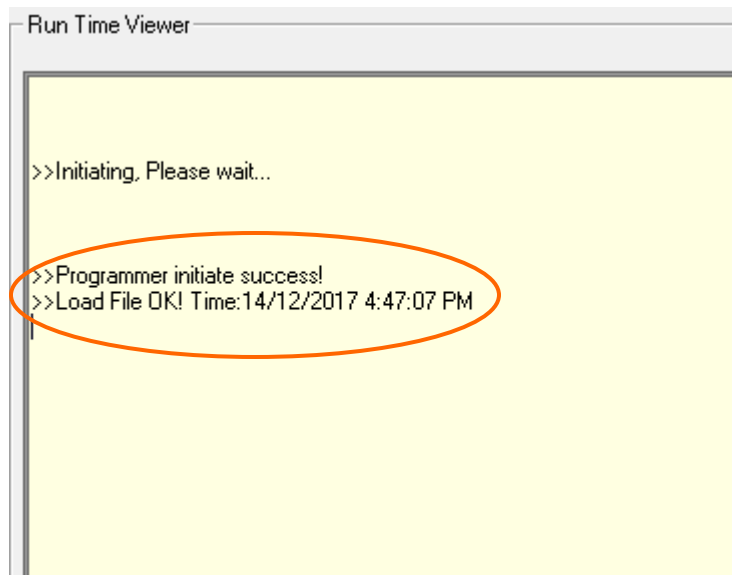 Run Time Viewer
>>Initiating, Please wait...
>>Programmer initiate success!
>>Load File OK! Time:14/12/2017 4:47:07 PM